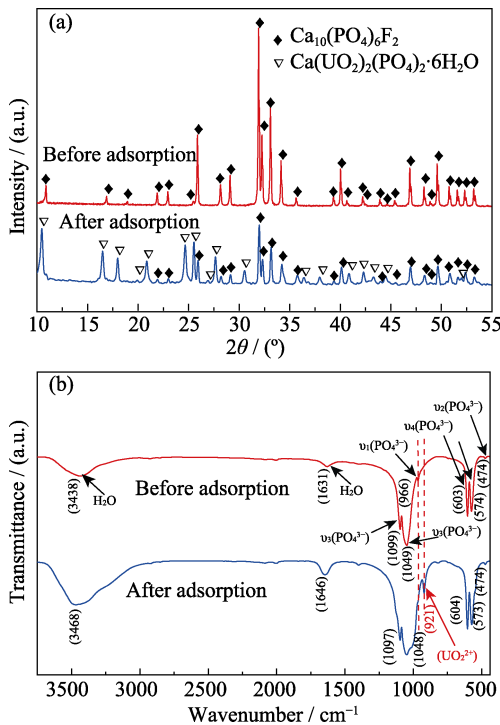 (a)
◆ Ca₁₀(PO₄)₆F₂
▽ Ca(UO₂)₂(PO₄)₂·6H₂O
Before adsorption
After adsorption
Intensity / (a.u.)
10 15 20 25 30 35 40 45 50 55
2θ / (º)
(b)
υ₂(PO₄³⁻)
υ₄(PO₄³⁻)
υ₁(PO₄³⁻)
(3438)
H₂O
(1631)
H₂O
(966)
(603)
(574)
(474)
Before adsorption
υ₃(PO₄³⁻)
υ₃(PO₄³⁻)
(1099)
(1049)
After adsorption
(3468)
(1646)
(1097)
(1048)
(921)
(604)
(573)
(474)
(UO₂²⁺)
Transmittance / (a.u.)
3500 3000 2500 2000 1500 1000 500
Wavenumber / cm⁻¹